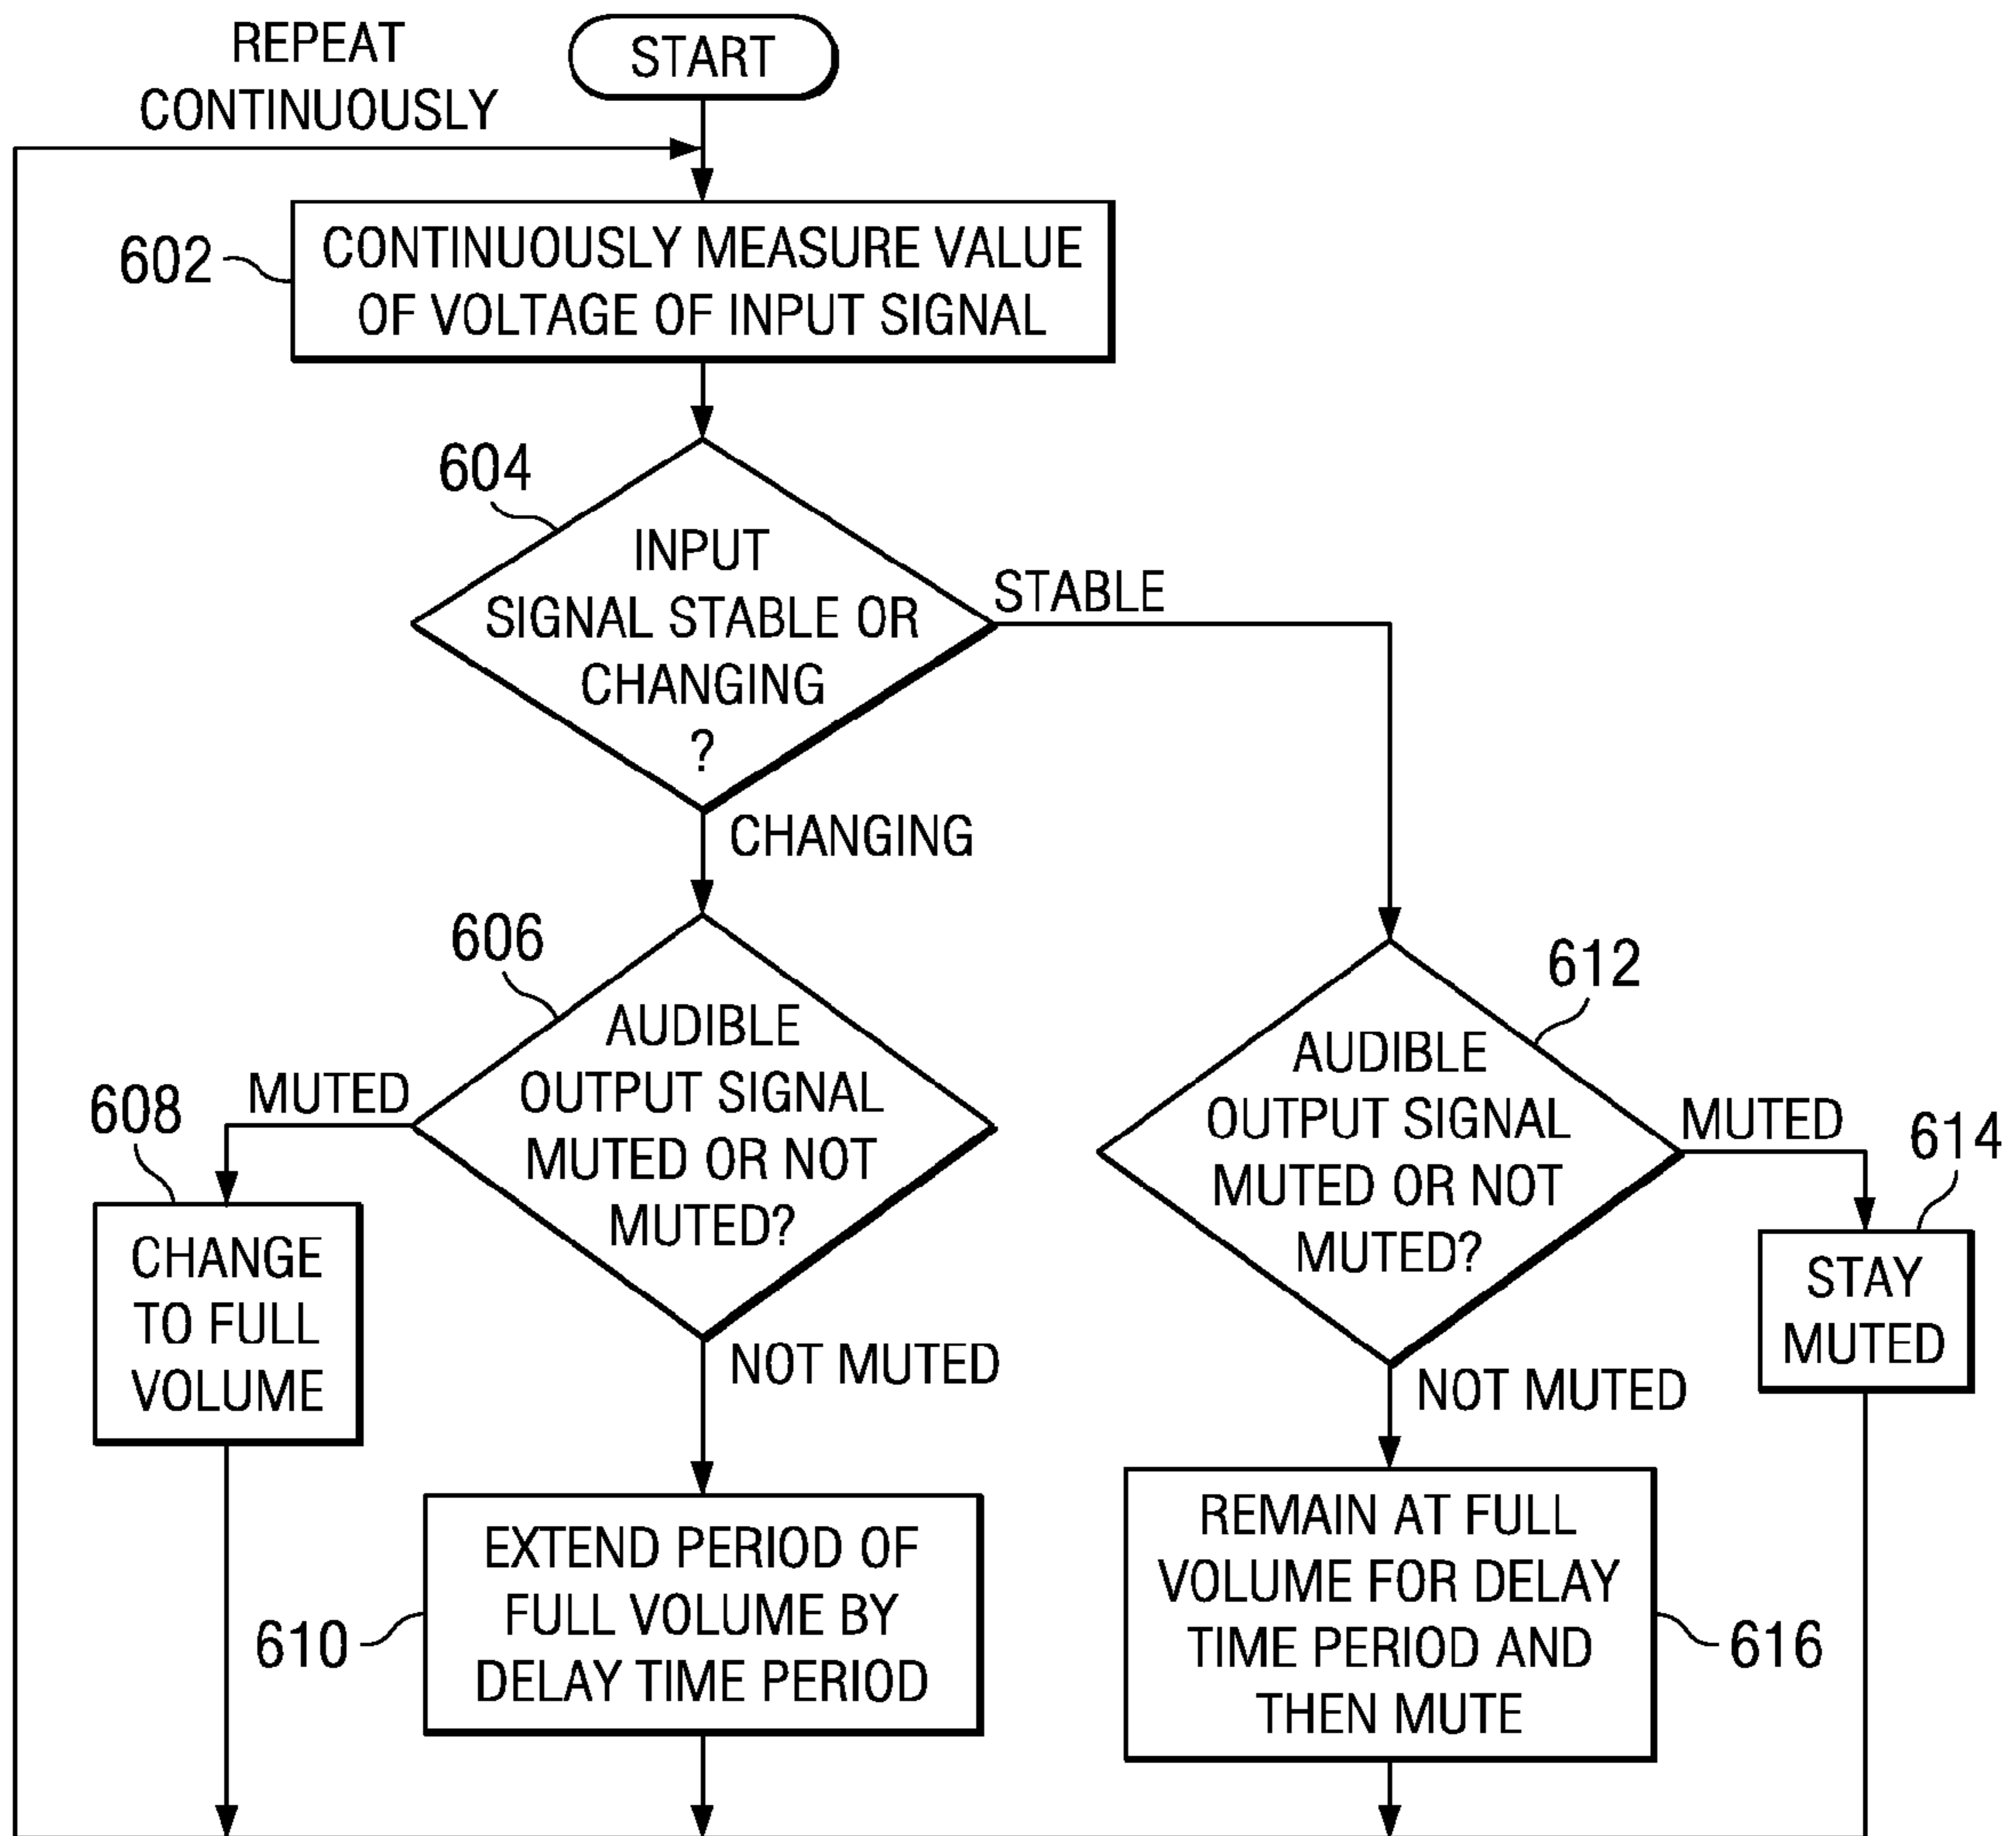 REPEAT
CONTINUOUSLY
START
602
CONTINUOUSLY MEASURE VALUE
OF VOLTAGE OF INPUT SIGNAL
604
INPUT
SIGNAL STABLE OR
CHANGING
?
STABLE
CHANGING
606
AUDIBLE
OUTPUT SIGNAL
MUTED OR NOT
MUTED?
MUTED
608
CHANGE
TO FULL
VOLUME
NOT MUTED
610
EXTEND PERIOD OF
FULL VOLUME BY
DELAY TIME PERIOD
612
AUDIBLE
OUTPUT SIGNAL
MUTED OR NOT
MUTED?
MUTED
614
STAY
MUTED
NOT MUTED
REMAIN AT FULL
VOLUME FOR DELAY
TIME PERIOD AND
THEN MUTE
616